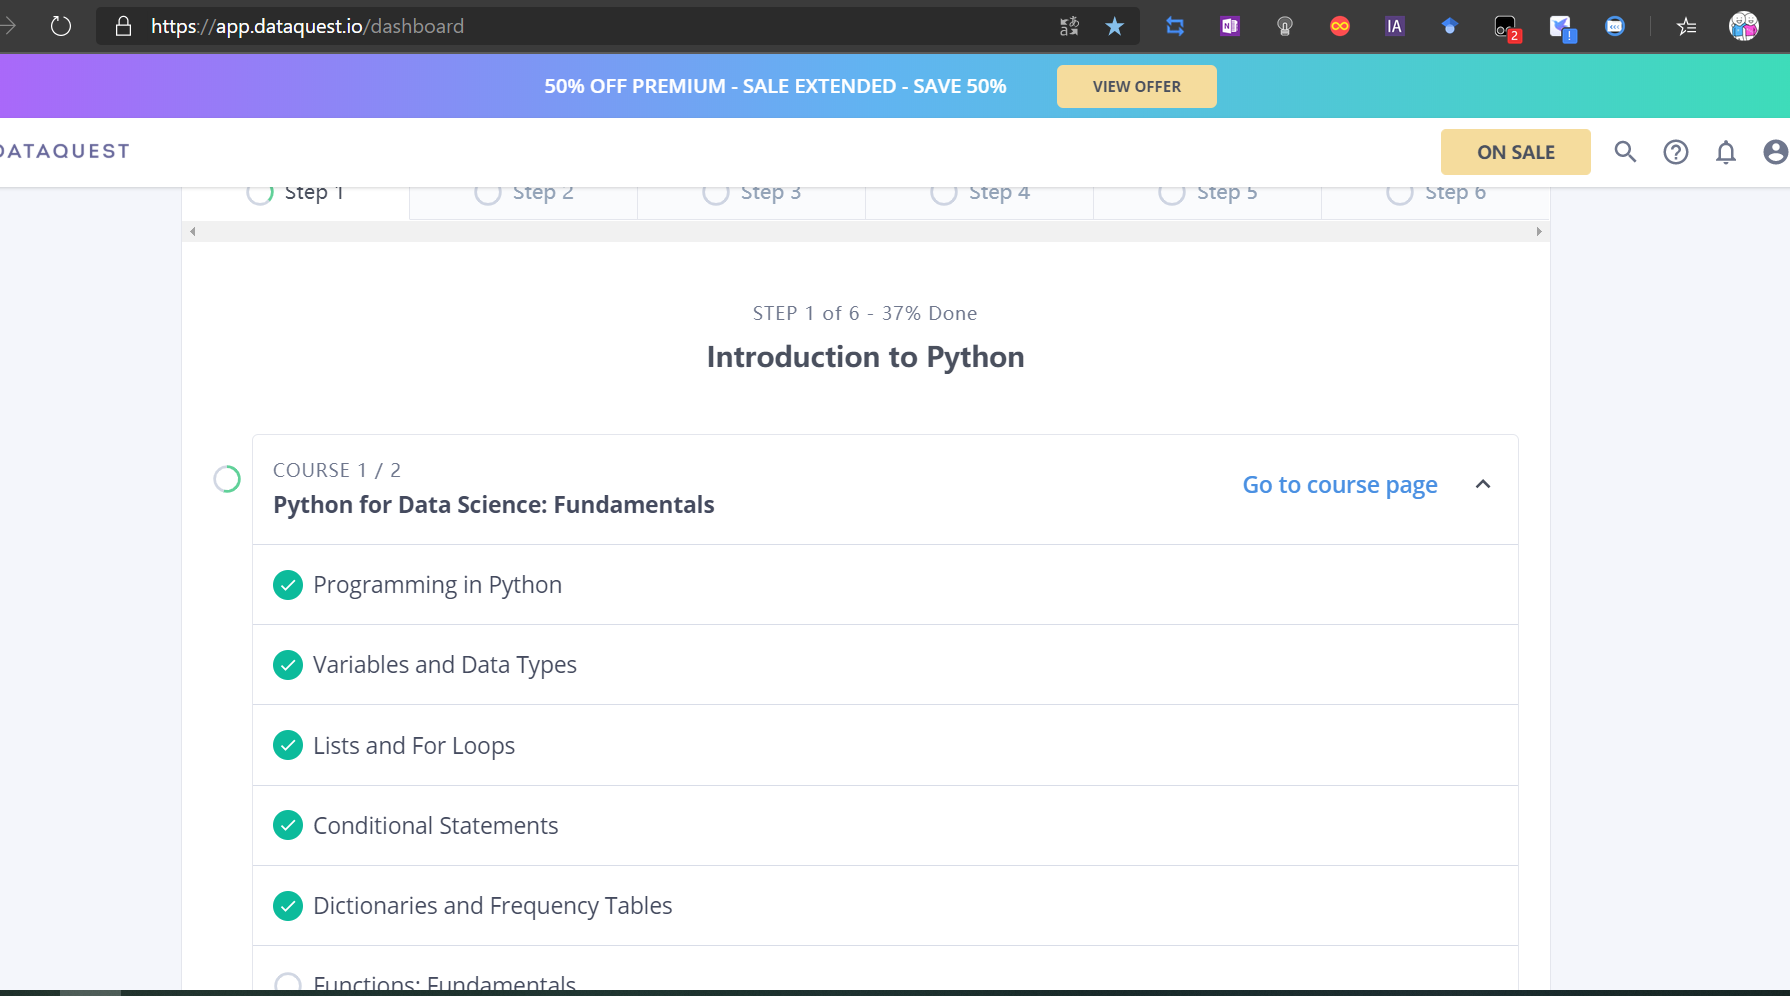 https://app.dataquest.io/dashboard
2
!
IA
50% OFF PREMIUM - SALE EXTENDED - SAVE 50%
VIEW OFFER
DATAQUEST
ON SALE
Step 1
Step 2
Step 3
Step 4
Step 5
Step 6
STEP 1 of 6 - 37% Done
Introduction to Python
COURSE 1 / 2
Python for Data Science: Fundamentals
Go to course page
Programming in Python
Variables and Data Types
Lists and For Loops
Conditional Statements
Dictionaries and Frequency Tables
Functions: Fundamentals